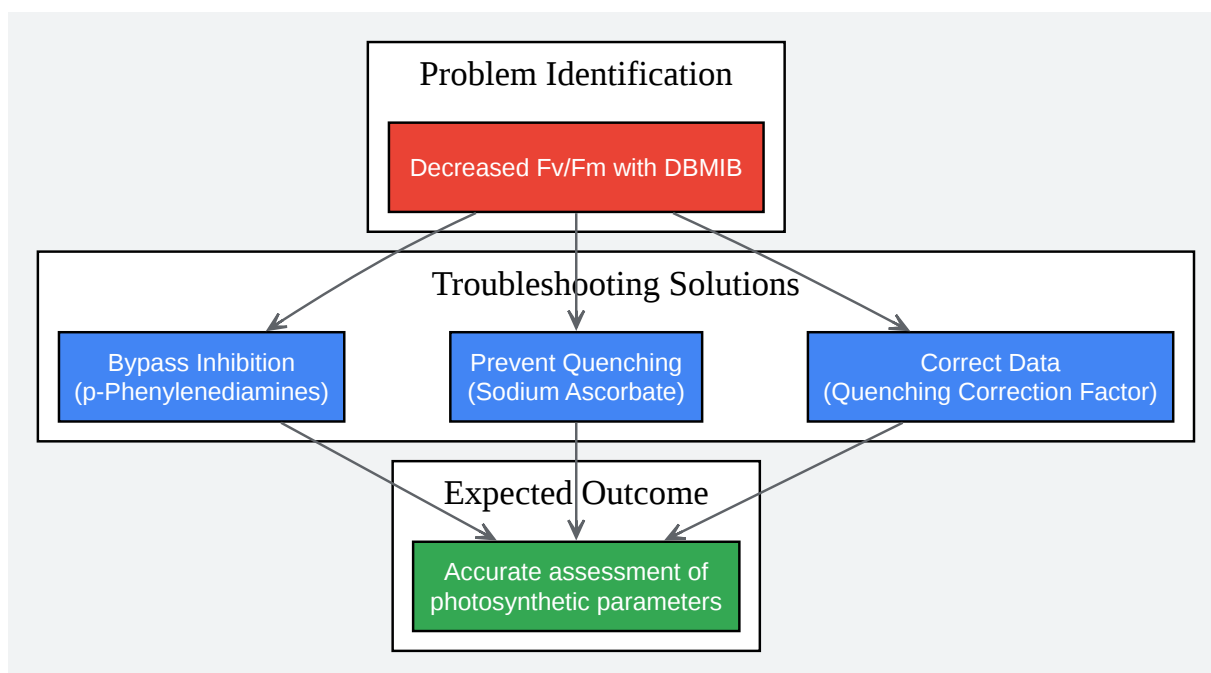 Problem Identification
Decreased Fv/Fm with DBMIB
Troubleshooting Solutions
Bypass Inhibition
(p-Phenylenediamines)
Prevent Quenching
(Sodium Ascorbate)
Correct Data
(Quenching Correction Factor)
Expected Outcome
Accurate assessment of
photosynthetic parameters